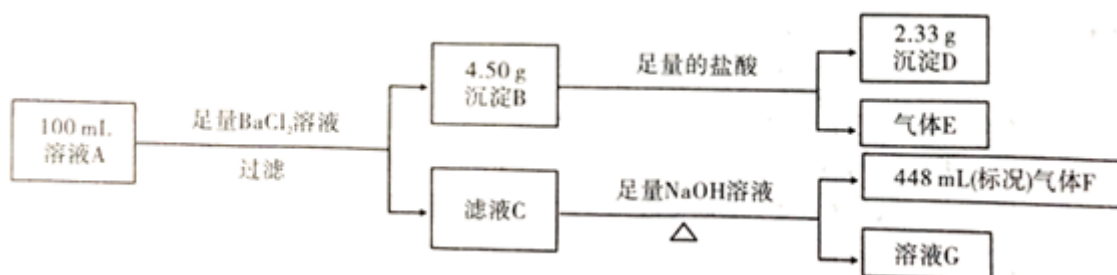 100 mL
溶液A
足量BaCl₂溶液
过滤
4.50 g
沉淀B
滤液C
足量的盐酸
足量NaOH溶液
△
2.33 g
沉淀D
气体E
448 mL(标况)气体F
溶液G